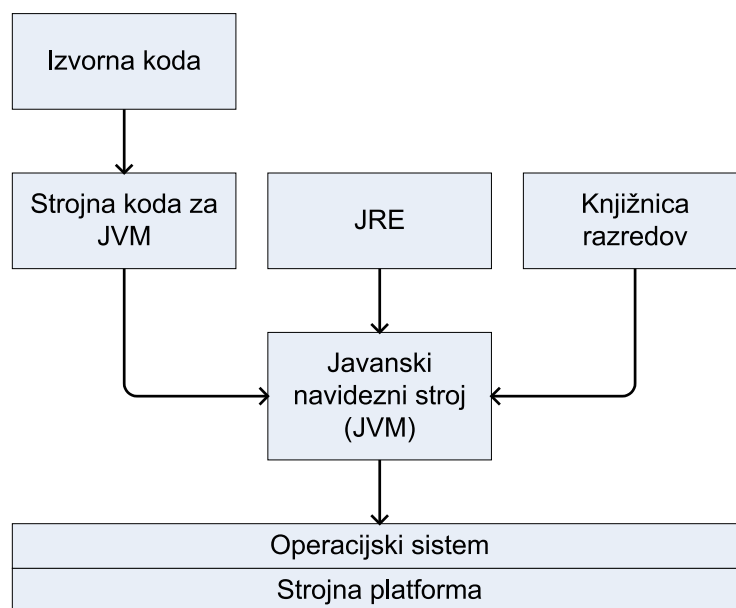 Izvorna koda
Strojna koda za
JVM
JRE
Knjižnica
razredov
Javanski
navidezni stroj
(JVM)
Operacijski sistem
Strojna platforma